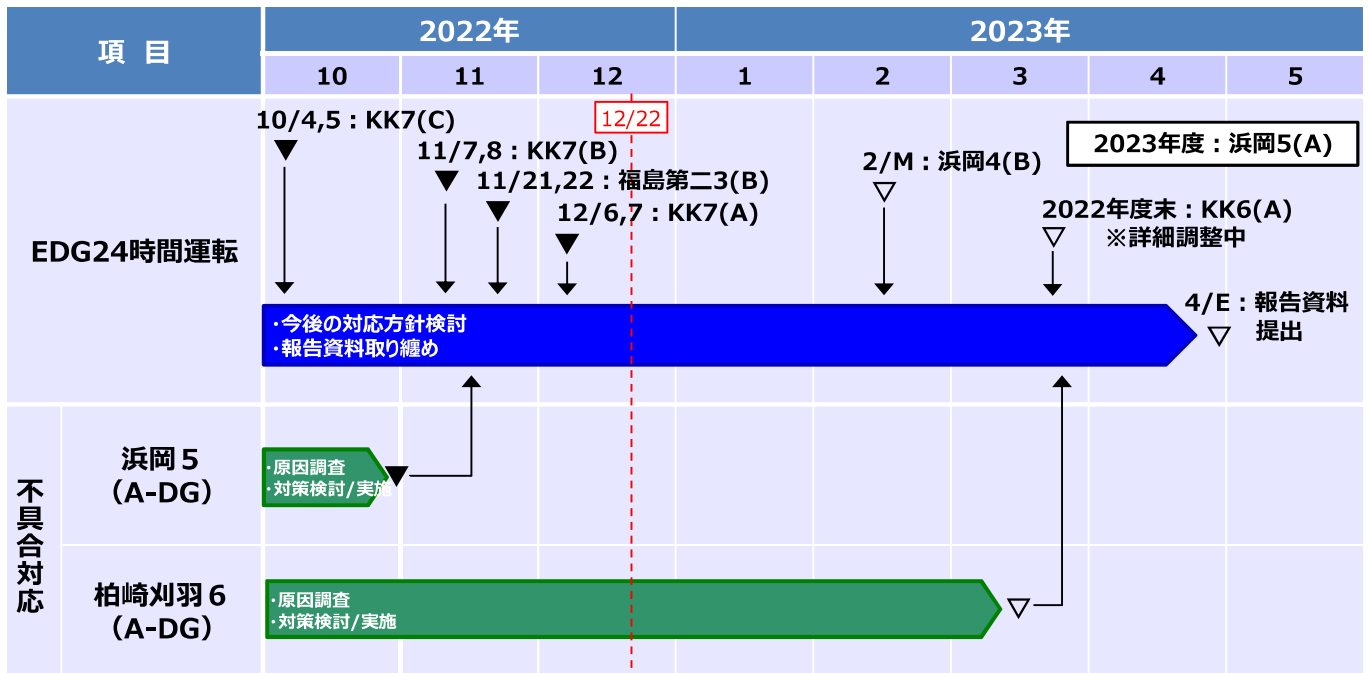 項 目
2022年
2023年
10
11
12
1
2
3
4
5
12/22
10/4,5：KK7(C)
11/7,8：KK7(B)
11/21,22：福島第二3(B)
12/6,7：KK7(A)
2/M：浜岡4(B)
2023年度：浜岡5(A)
2022年度末：KK6(A)
※詳細調整中
EDG24時間運転
4/E：報告資料
提出
･今後の対応方針検討
･報告資料取り纏め
不具合対応
浜岡５
（A-DG）
･原因調査
･対策検討/実施
柏崎刈羽６
（A-DG）
･原因調査
･対策検討/実施